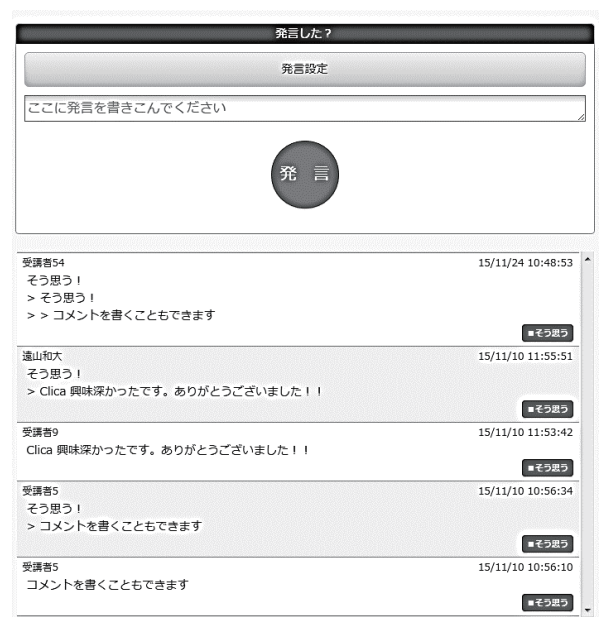 発言した？
発言設定
ここに発言を書きこんでください
発 言
受講者54 15/11/24 10:48:53
そう思う！
> そう思う！
> > コメントを書くこともできます
■そう思う
遠山和大 15/11/10 11:55:51
そう思う！
> Clica 興味深かったです。ありがとうございました！！
■そう思う
受講者9 15/11/10 11:53:42
Clica 興味深かったです。ありがとうございました！！
■そう思う
受講者5 15/11/10 10:56:34
そう思う！
> コメントを書くこともできます
■そう思う
受講者5 15/11/10 10:56:10
コメントを書くこともできます
■そう思う